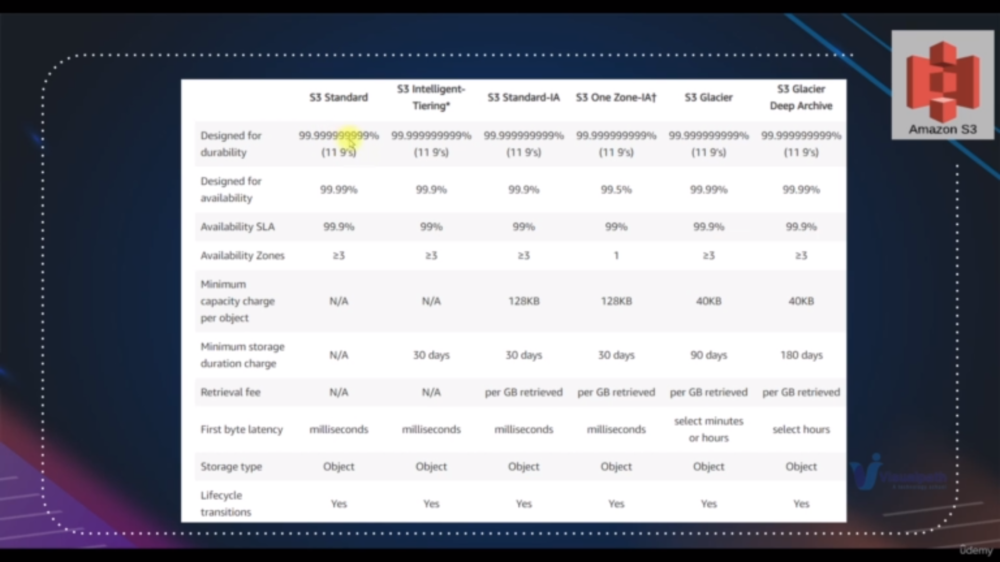 S3 Standard
S3 Intelligent-
Tiering*
S3 Standard-IA
S3 One Zone-IA†
S3 Glacier
S3 Glacier
Deep Archive
Designed for
durability
99.999999999%
(11 9's)
99.999999999%
(11 9's)
99.999999999%
(11 9's)
99.999999999%
(11 9's)
99.999999999%
(11 9's)
99.999999999%
(11 9's)
Designed for
availability
99.99%
99.9%
99.9%
99.5%
99.99%
99.99%
Availability SLA
99.9%
99%
99%
99%
99.9%
99.9%
Availability Zones
≥3
≥3
≥3
1
≥3
≥3
Minimum
capacity charge
per object
N/A
N/A
128KB
128KB
40KB
40KB
Minimum storage
duration charge
N/A
30 days
30 days
30 days
90 days
180 days
Retrieval fee
N/A
N/A
per GB retrieved
per GB retrieved
per GB retrieved
per GB retrieved
First byte latency
milliseconds
milliseconds
milliseconds
milliseconds
select minutes
or hours
select hours
Storage type
Object
Object
Object
Object
Object
Object
Lifecycle
transitions
Yes
Yes
Yes
Yes
Yes
Yes
Amazon S3
Visualpath
ûdemy